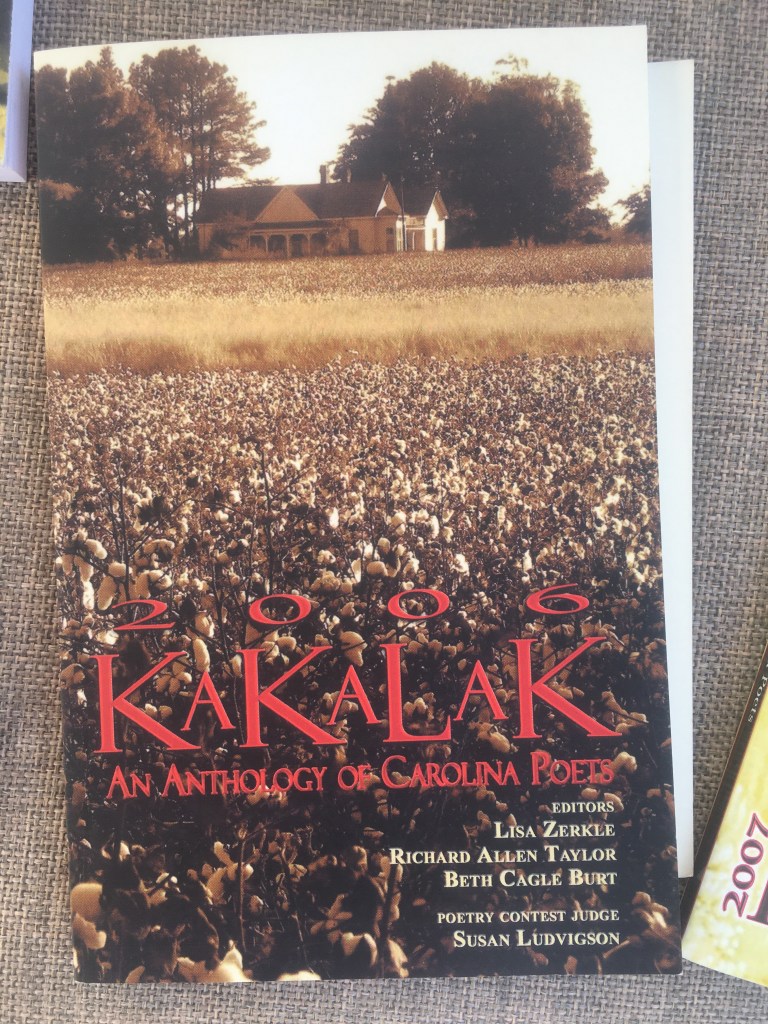 2006
KAKALAK
AN ANTHOLOGY OF CAROLINA POETS
EDITORS
LISA ZERKLE
RICHARD ALLEN TAYLOR
BETH CAGLE BURT
POETRY CONTEST JUDGE
SUSAN LUDVIGSON
Poets
2007